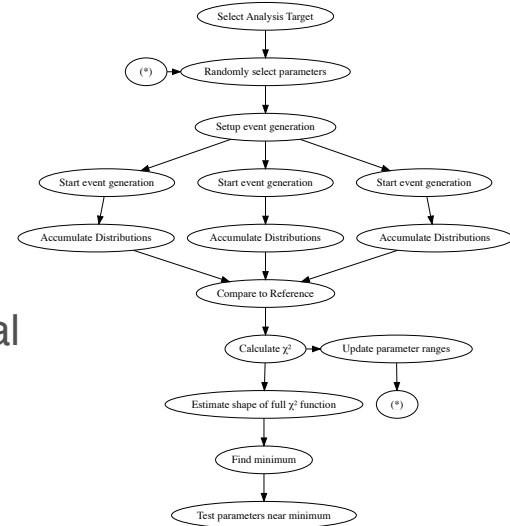 Select Analysis Target
(*)
Randomly select parameters
Setup event generation
Start event generation
Start event generation
Start event generation
Accumulate Distributions
Accumulate Distributions
Accumulate Distributions
Compare to Reference
al
Calculate χ²
Update parameter ranges
Estimate shape of full χ² function
(*)
Find minimum
Test parameters near minimum